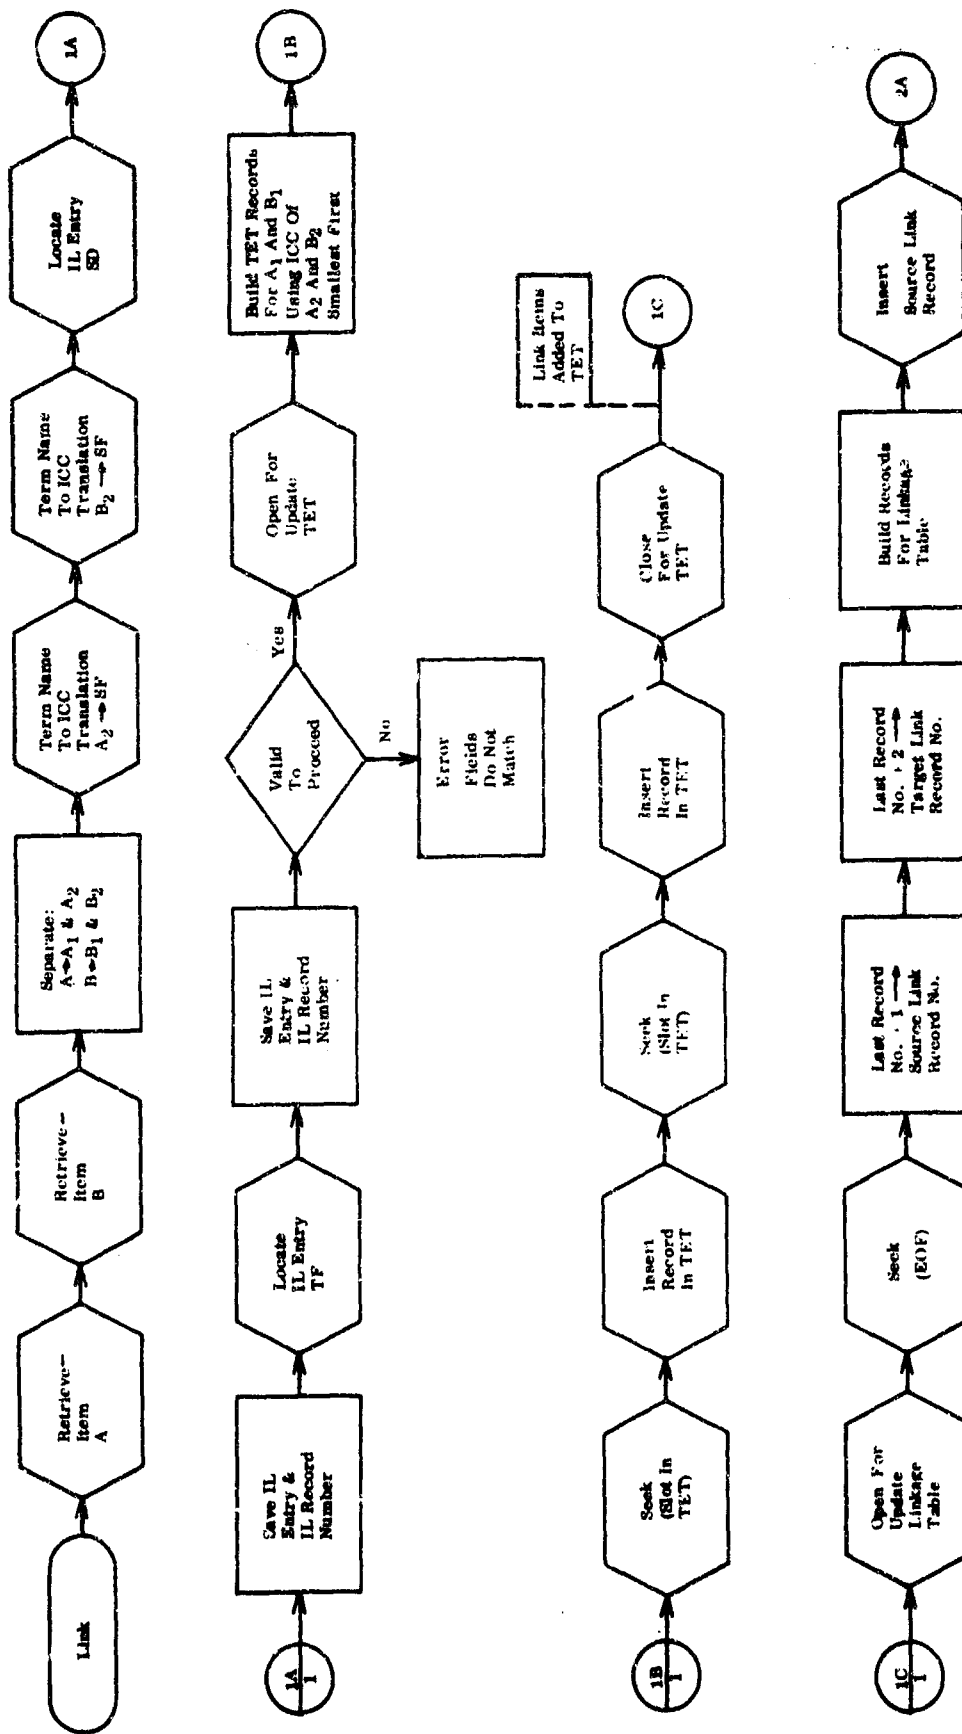 Link
Retrieve—
Item
A
Retrieve—
Item
B
Separate:
A→A1 & A2
B→B1 & B2
Term Name
To ICC
Translation
A2 → SF
Term Name
To ICC
Translation
B2 → SF
Locate
IL Entry
SD
1A
1A
1
Save IL
Entry &
IL Record
Number
Locate
IL Entry
TF
Save IL
Entry &
IL Record
Number
Valid
To
Proceed
Yes
No
Error
Fields
Do Not
Match
Open For
Update
TET
Build TET Records
For A1 And B1
Using ICC Of
A2 And B2
Smallest First
1B
1B
1
Seek
(Slot In
TET)
Insert
Record
In TET
Seek
(Slot In
TET)
Insert
Record
In TET
Close
For Update
TET
Link Items
Added To
TET
1C
1C
1
Open For
Update
Linkage
Table
Seek
(EOF)
Last Record
No. + 1 →
Source Link
Record No.
Last Record
No. + 2 →
Target Link
Record No.
Build Records
For Linkage
Table
Insert
Source Link
Record
2A